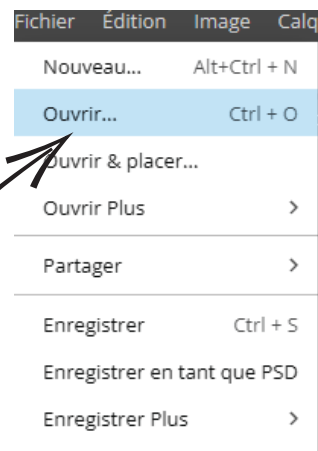 Fichier Édition Image Calq
Nouveau... Alt+Ctrl + N
Ouvrir... Ctrl + O
Ouvrir & placer...
Ouvrir Plus >
Partager >
Enregistrer Ctrl + S
Enregistrer en tant que PSD
Enregistrer Plus >